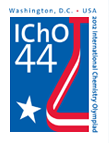 Washington, D.C. • USA
IChO
44
2012 International Chemistry Olympiad